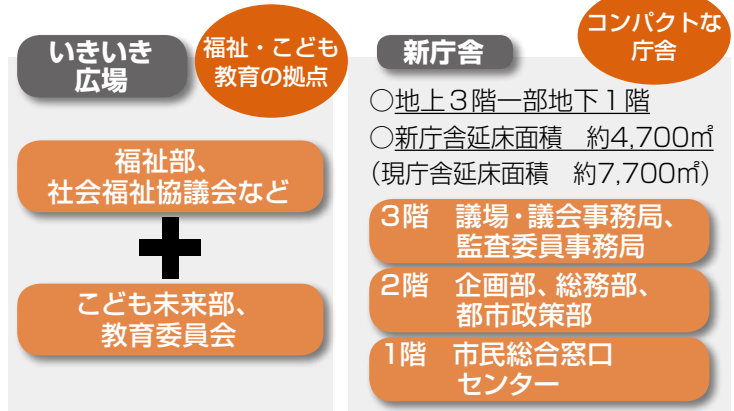 いきいき
広場
福祉・こども
教育の拠点
福祉部、
社会福祉協議会など
+
こども未来部、
教育委員会
新庁舎
コンパクトな
庁舎
○地上3階一部地下1階
○新庁舎延床面積　約4,700㎡
(現庁舎延床面積　約7,700㎡)
3階　議場・議会事務局、
監査委員事務局
2階　企画部、総務部、
都市政策部
1階　市民総合窓口
センター